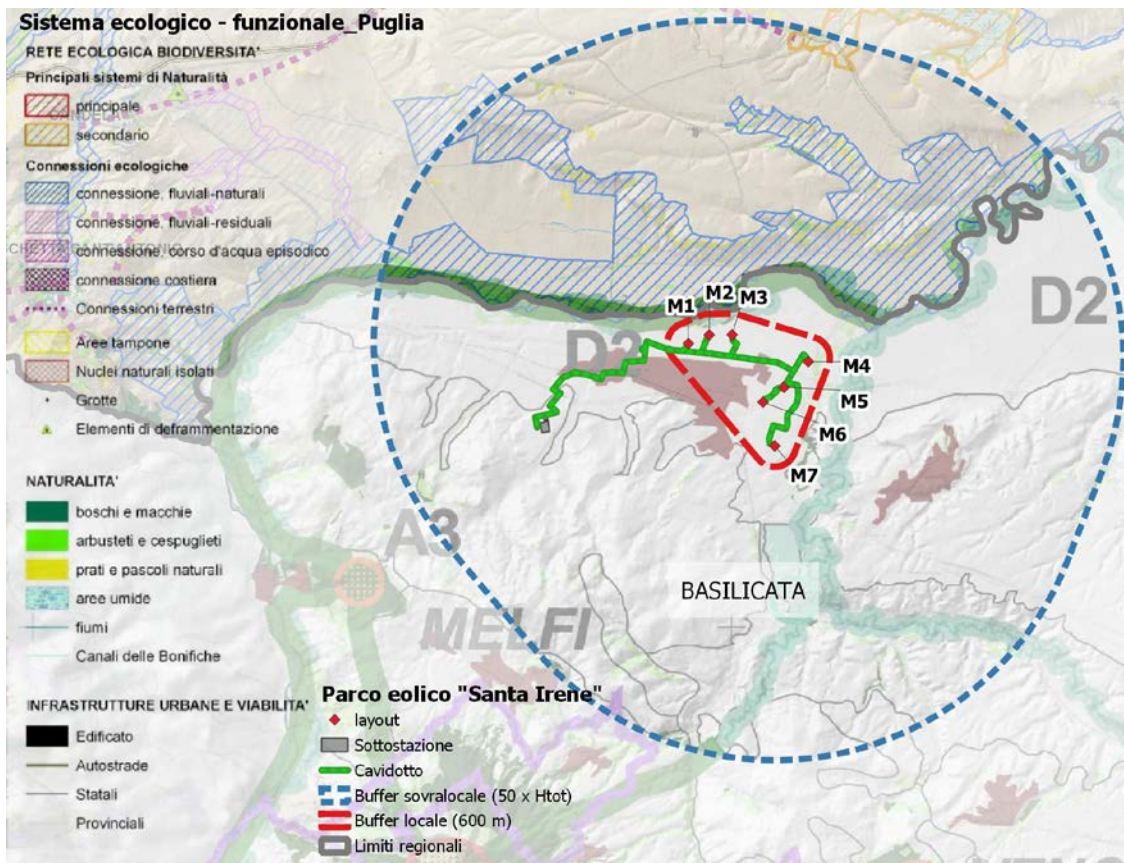 Sistema ecologico - funzionale_Puglia
RETE ECOLOGICA BIODIVERSITA'
Principali sistemi di Naturalità
principale
secondario
Connessioni ecologiche
connessione, fluviali-naturali
connessione, fluviali-residuali
connessione, corso d'acqua episodico
connessione costiera
Connessioni terrestri
Aree tampone
Nuclei naturali isolati
Grotte
Elementi di deframmentazione
NATURALITA'
boschi e macchie
arbusteti e cespuglieti
prati e pascoli naturali
aree umide
fiumi
Canali delle Bonifiche
INFRASTRUTTURE URBANE E VIABILITA'
Edificato
Autostrade
Statali
Provinciali
Parco eolico "Santa Irene"
layout
Sottostazione
Cavidotto
Buffer sovralocale (50 x Htot)
Buffer locale (600 m)
Limiti regionali
M1
M2
M3
M4
M5
M6
M7
D2
D2
A3
MELFI
BASILICATA